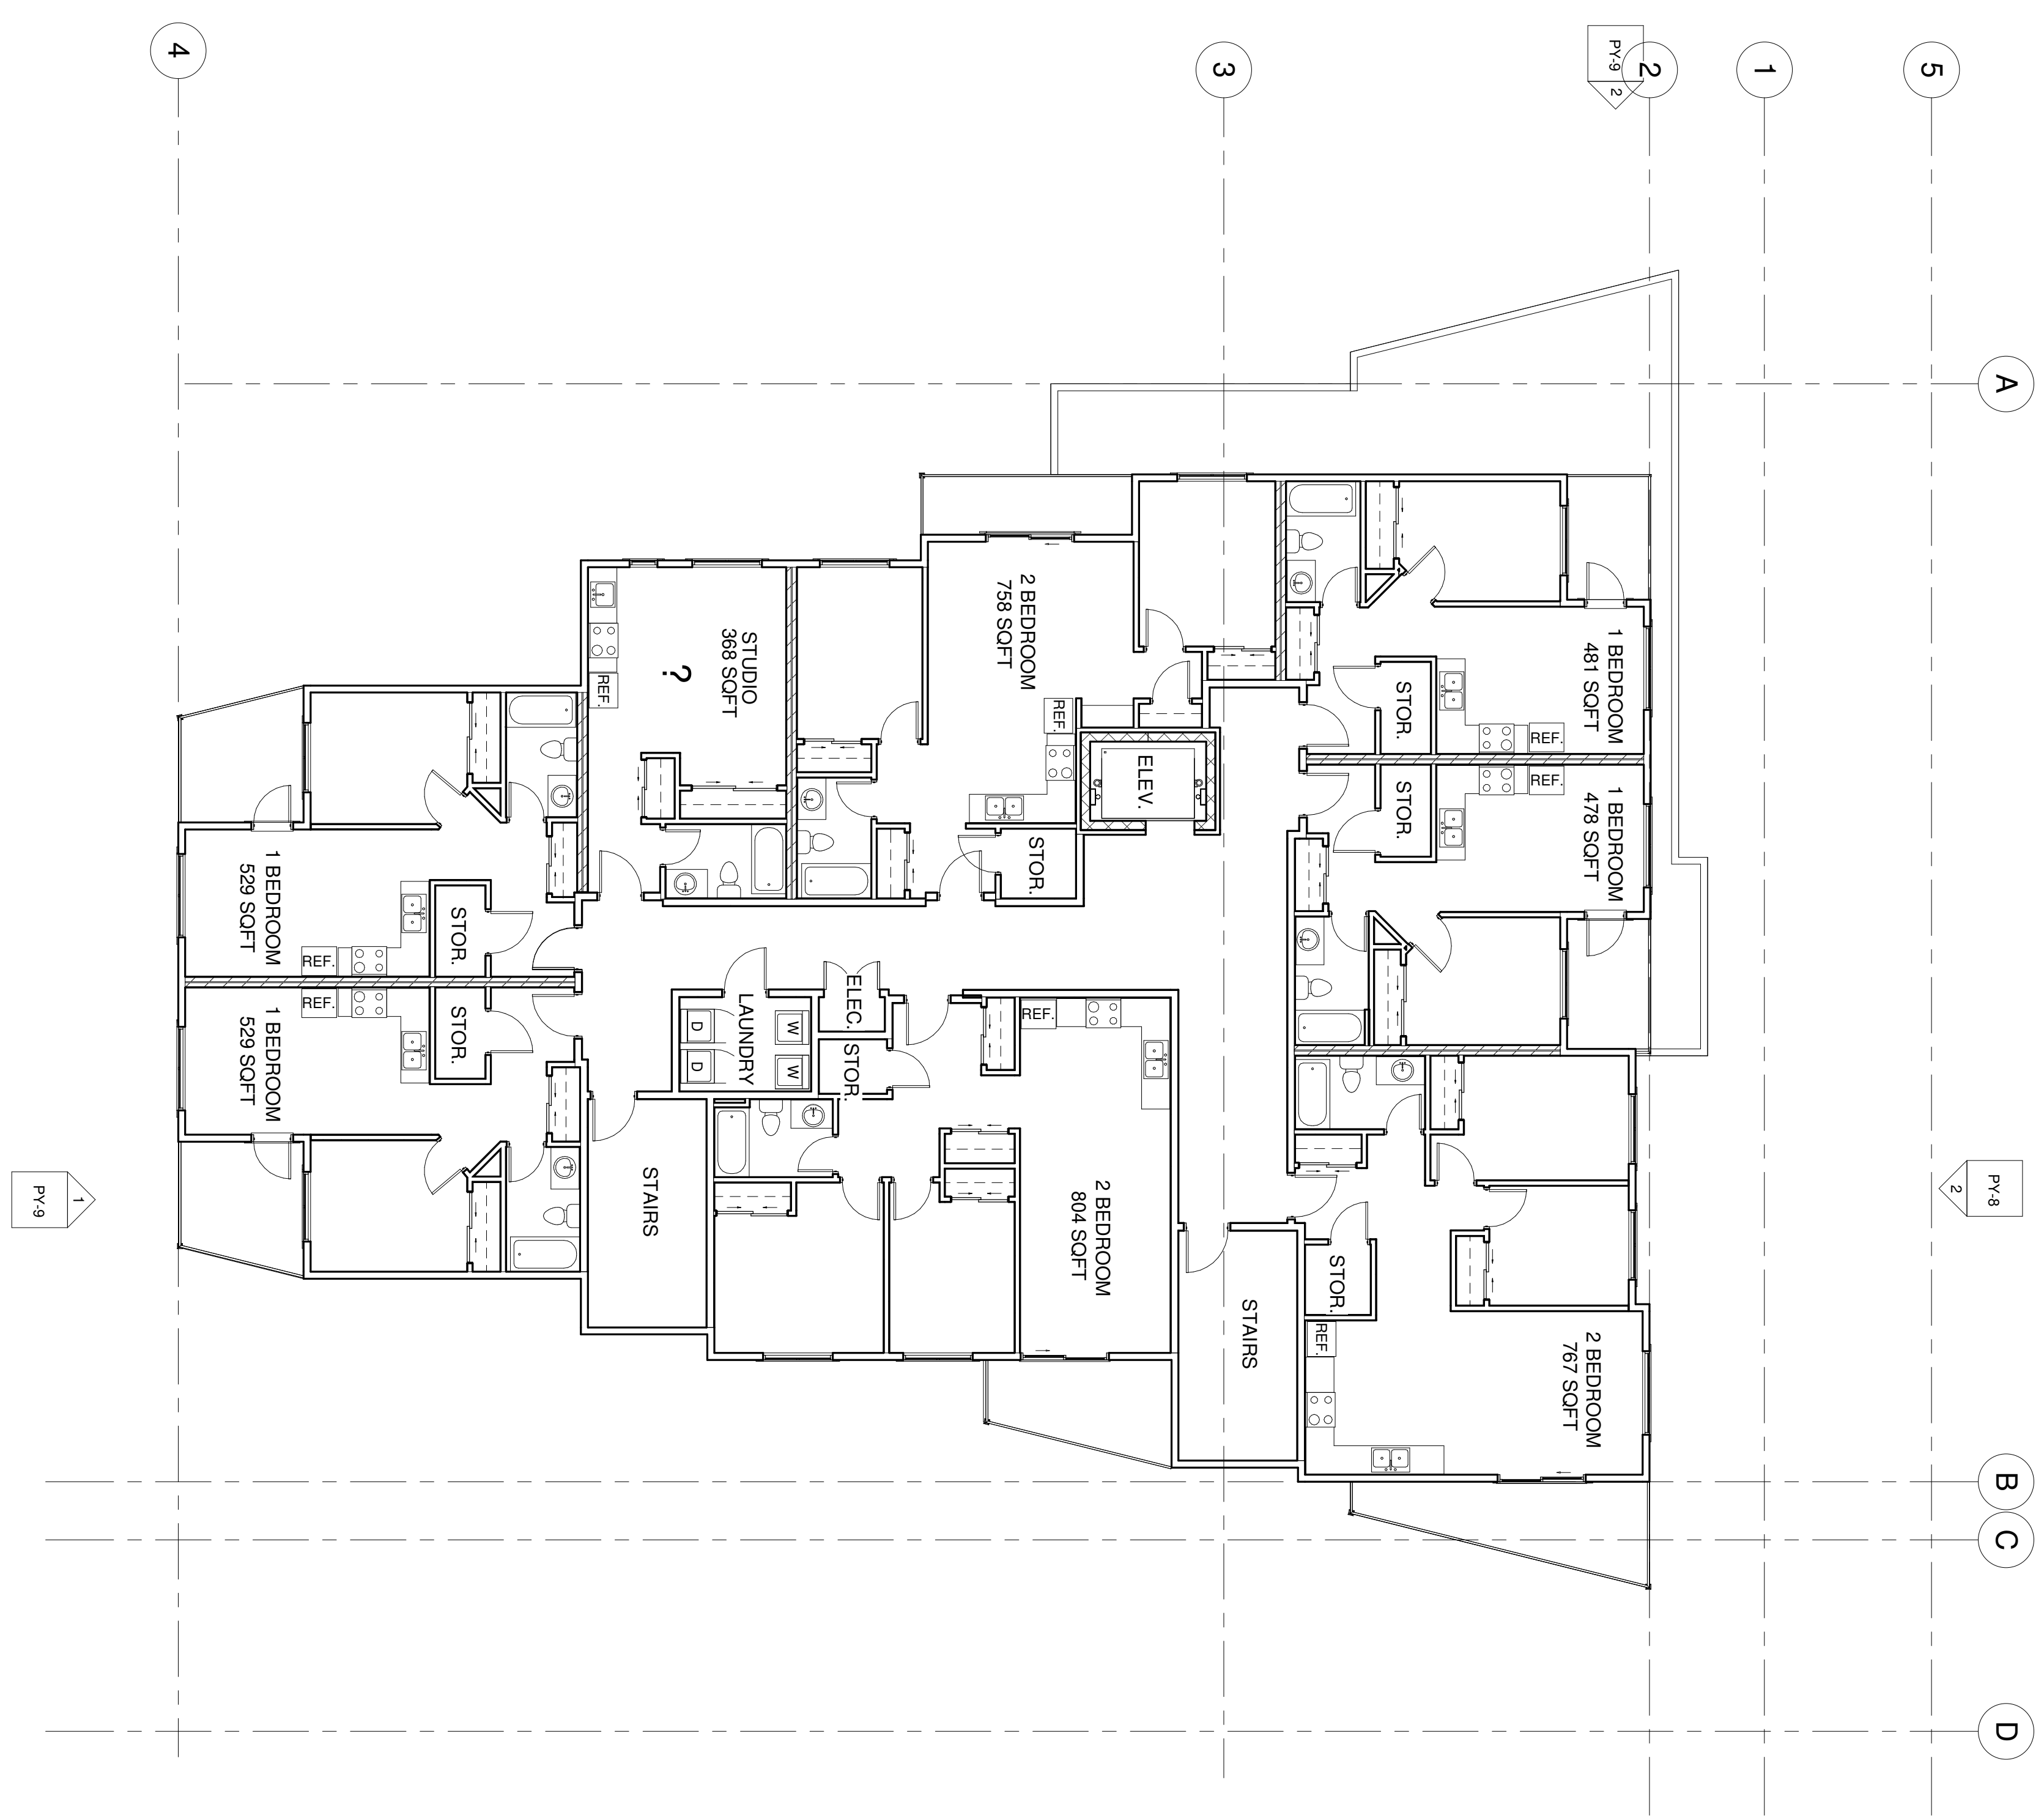 4
3
2
1
5
PY-9
2
A
1 BEDROOM
481 SQFT
STOR.
REF.
2 BEDROOM
758 SQFT
REF.
ELEV.
STOR.
STUDIO
368 SQFT
?
REF.
1 BEDROOM
478 SQFT
STOR.
REF.
1 BEDROOM
529 SQFT
STOR.
REF.
1 BEDROOM
529 SQFT
STOR.
REF.
ELEC.
LAUNDRY
W
W
D
D
STOR.
REF.
2 BEDROOM
804 SQFT
STAIRS
STAIRS
STOR.
REF.
2 BEDROOM
767 SQFT
PY-9
1
PY-8
2
B
C
D